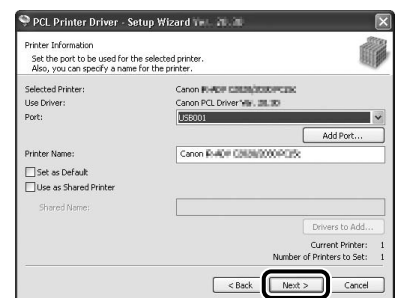 PCL Printer Driver - Setup Wizard
Printer Information
Set the port to be used for the selected printer.
Also, you can specify a name for the printer.
Selected Printer:
Canon
Use Driver:
Canon PCL Driver
Port:
USB001
Add Port...
Printer Name:
Canon
Set as Default
Use as Shared Printer
Shared Name:
Drivers to Add...
Current Printer: 1
Number of Printers to Set: 1
< Back
Next >
Cancel